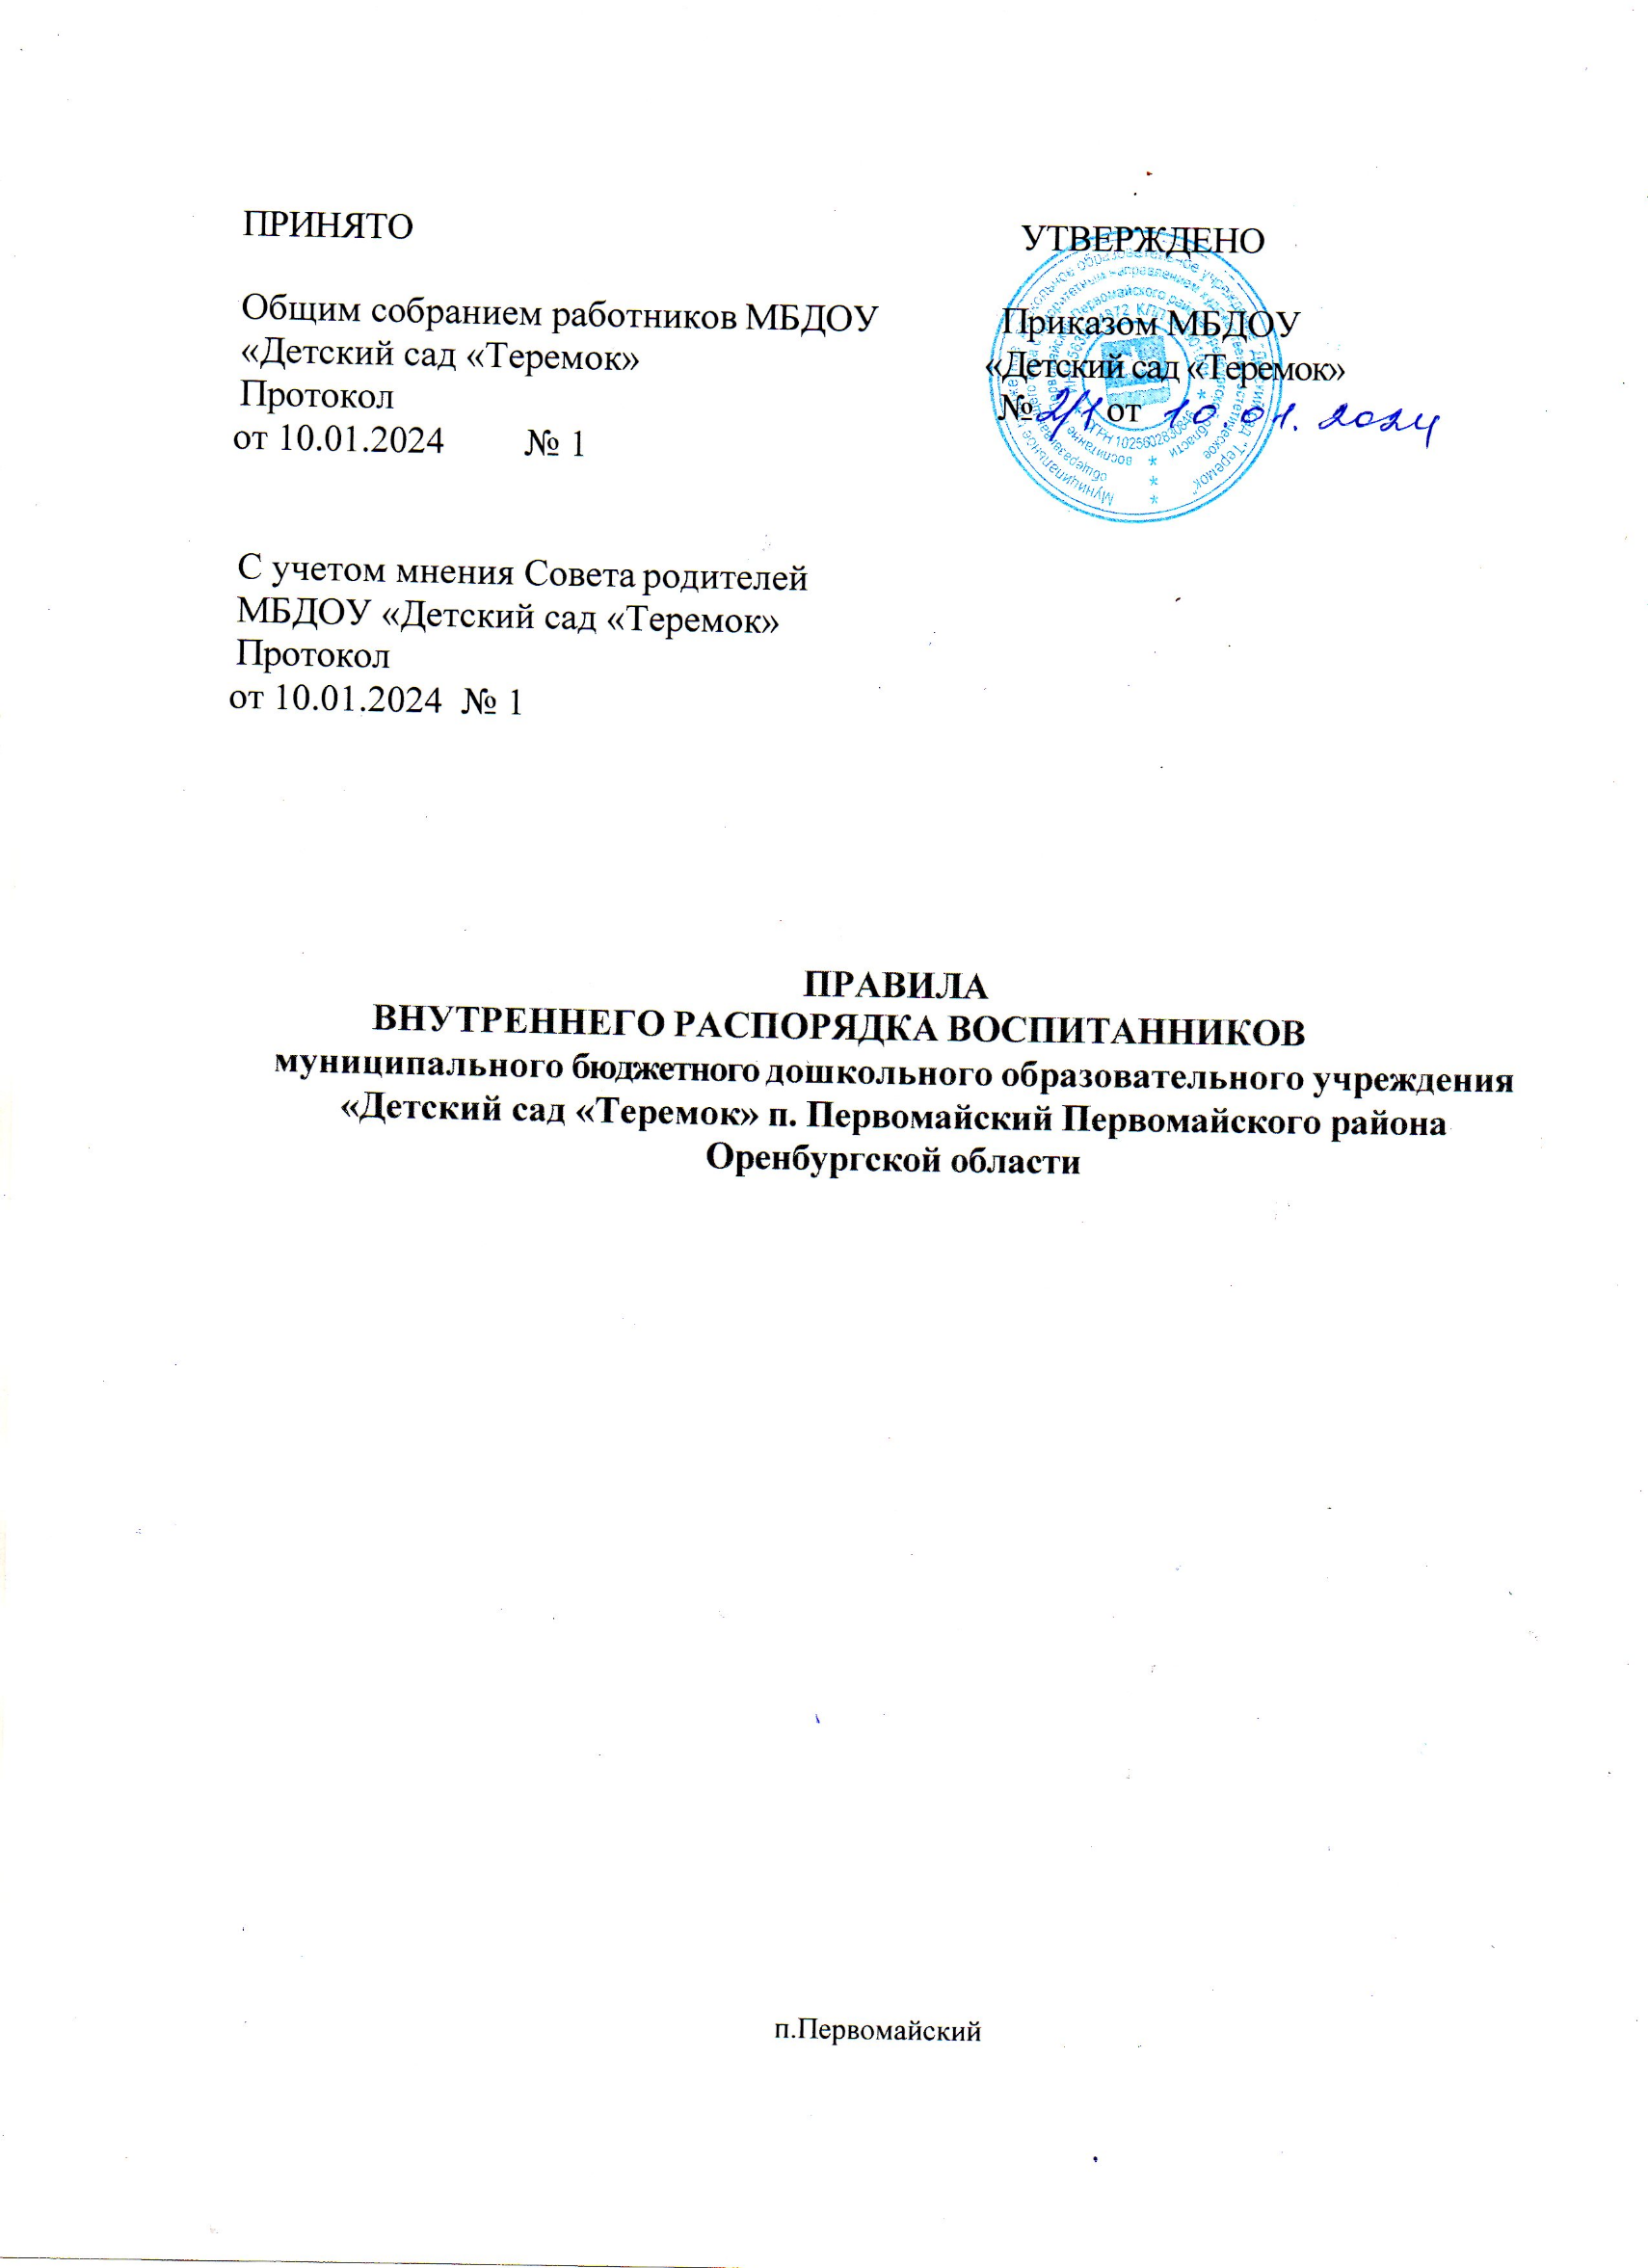 ПРИНЯТО
Общим собранием работников МБДОУ
«Детский сад «Теремок»
Протокол
от 10.01.2024 № 1
УТВЕРЖДЕНО
Приказом МБДОУ
«Детский сад «Теремок»
№ 2/1 от 10.01.2024
ОГРН 1025602830846
С учетом мнения Совета родителей
МБДОУ «Детский сад «Теремок»
Протокол
от 10.01.2024 № 1
ПРАВИЛА
ВНУТРЕННЕГО РАСПОРЯДКА ВОСПИТАННИКОВ
муниципального бюджетного дошкольного образовательного учреждения
«Детский сад «Теремок» п. Первомайский Первомайского района
Оренбургской области
п.Первомайский